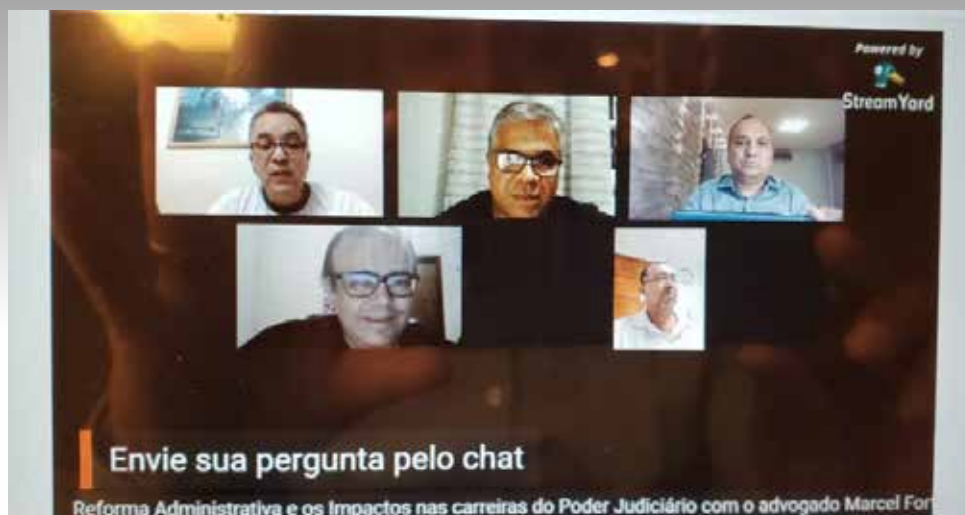 Powered by
StreamYard
Envie sua pergunta pelo chat
Reforma Administrativa e os Impactos nas carreiras do Poder Judiciário com o advogado Marcel